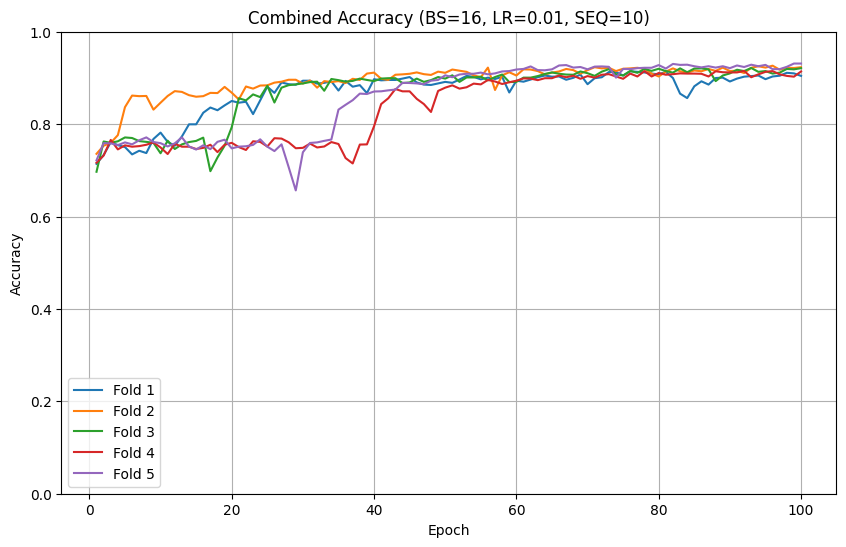 Combined Accuracy (BS=16, LR=0.01, SEQ=10)
1.0
0.8
0.6
0.4
0.2
0.0
Accuracy
Fold 1
Fold 2
Fold 3
Fold 4
Fold 5
0 20 40 60 80 100
Epoch